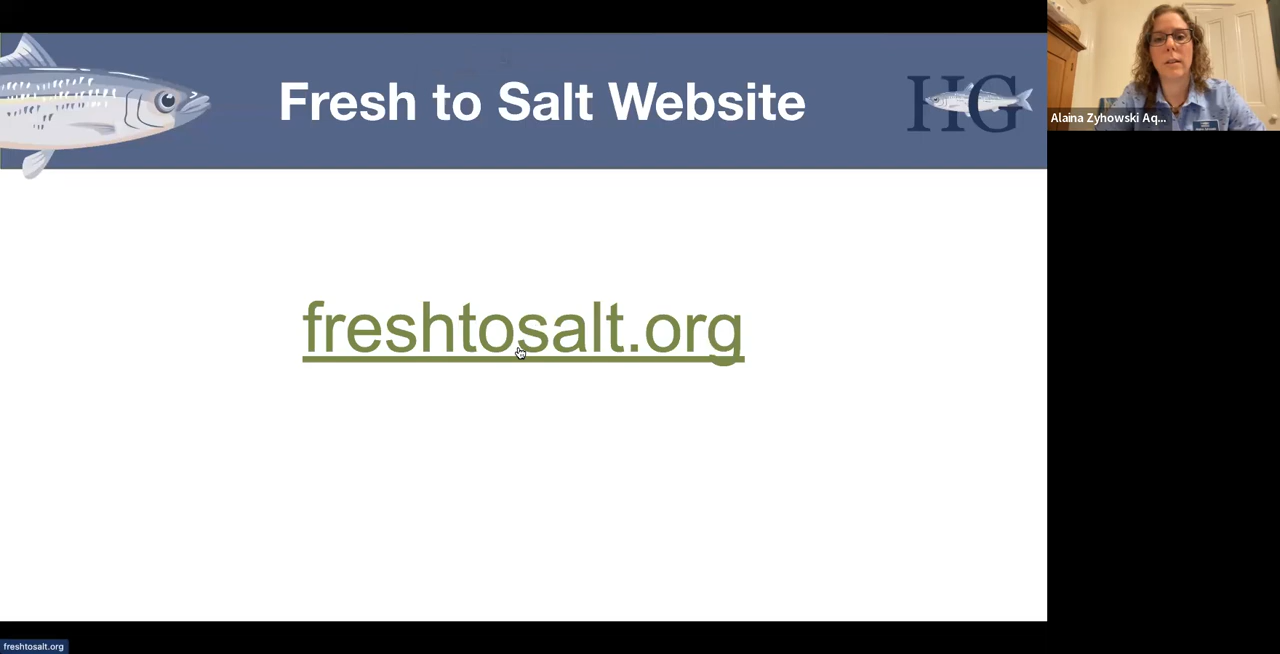 Fresh to Salt Website
HG
Alaina Zyhowski Aq...
freshtosalt.org
freshtosalt.org